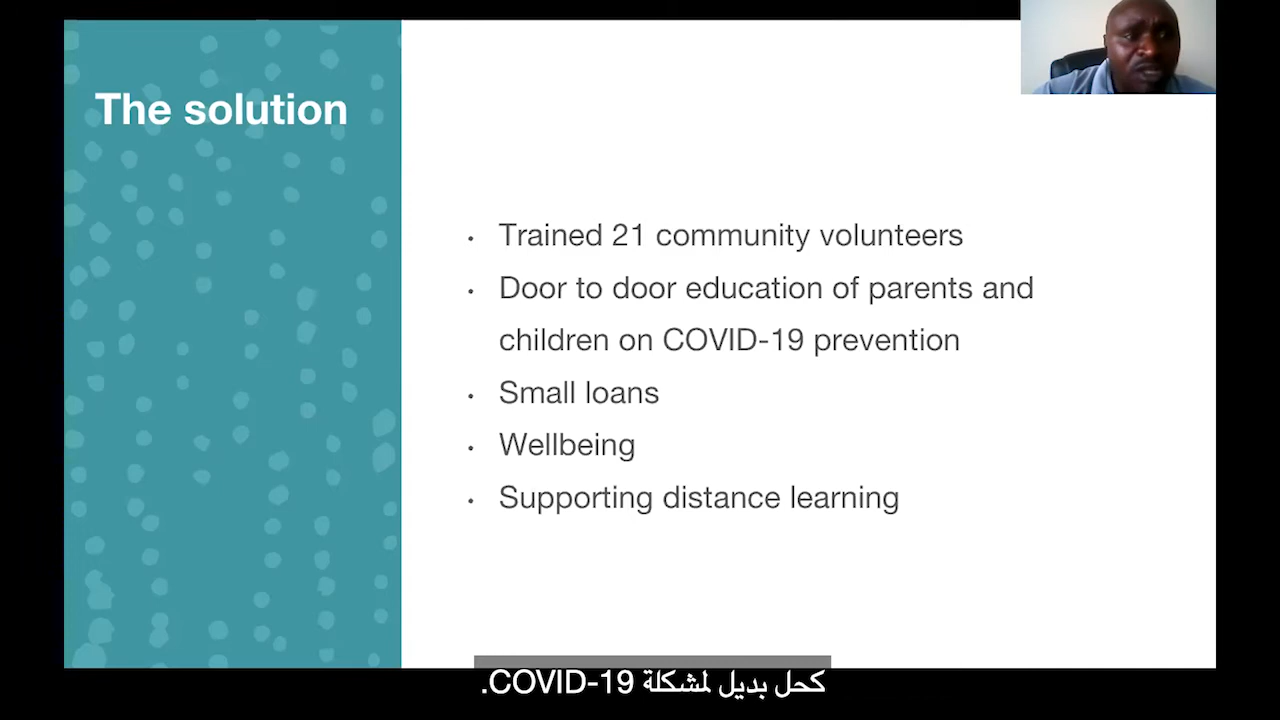 The solution
• Trained 21 community volunteers
• Door to door education of parents and
children on COVID-19 prevention
• Small loans
• Wellbeing
• Supporting distance learning
كحل بديل لمشكلة COVID-19.